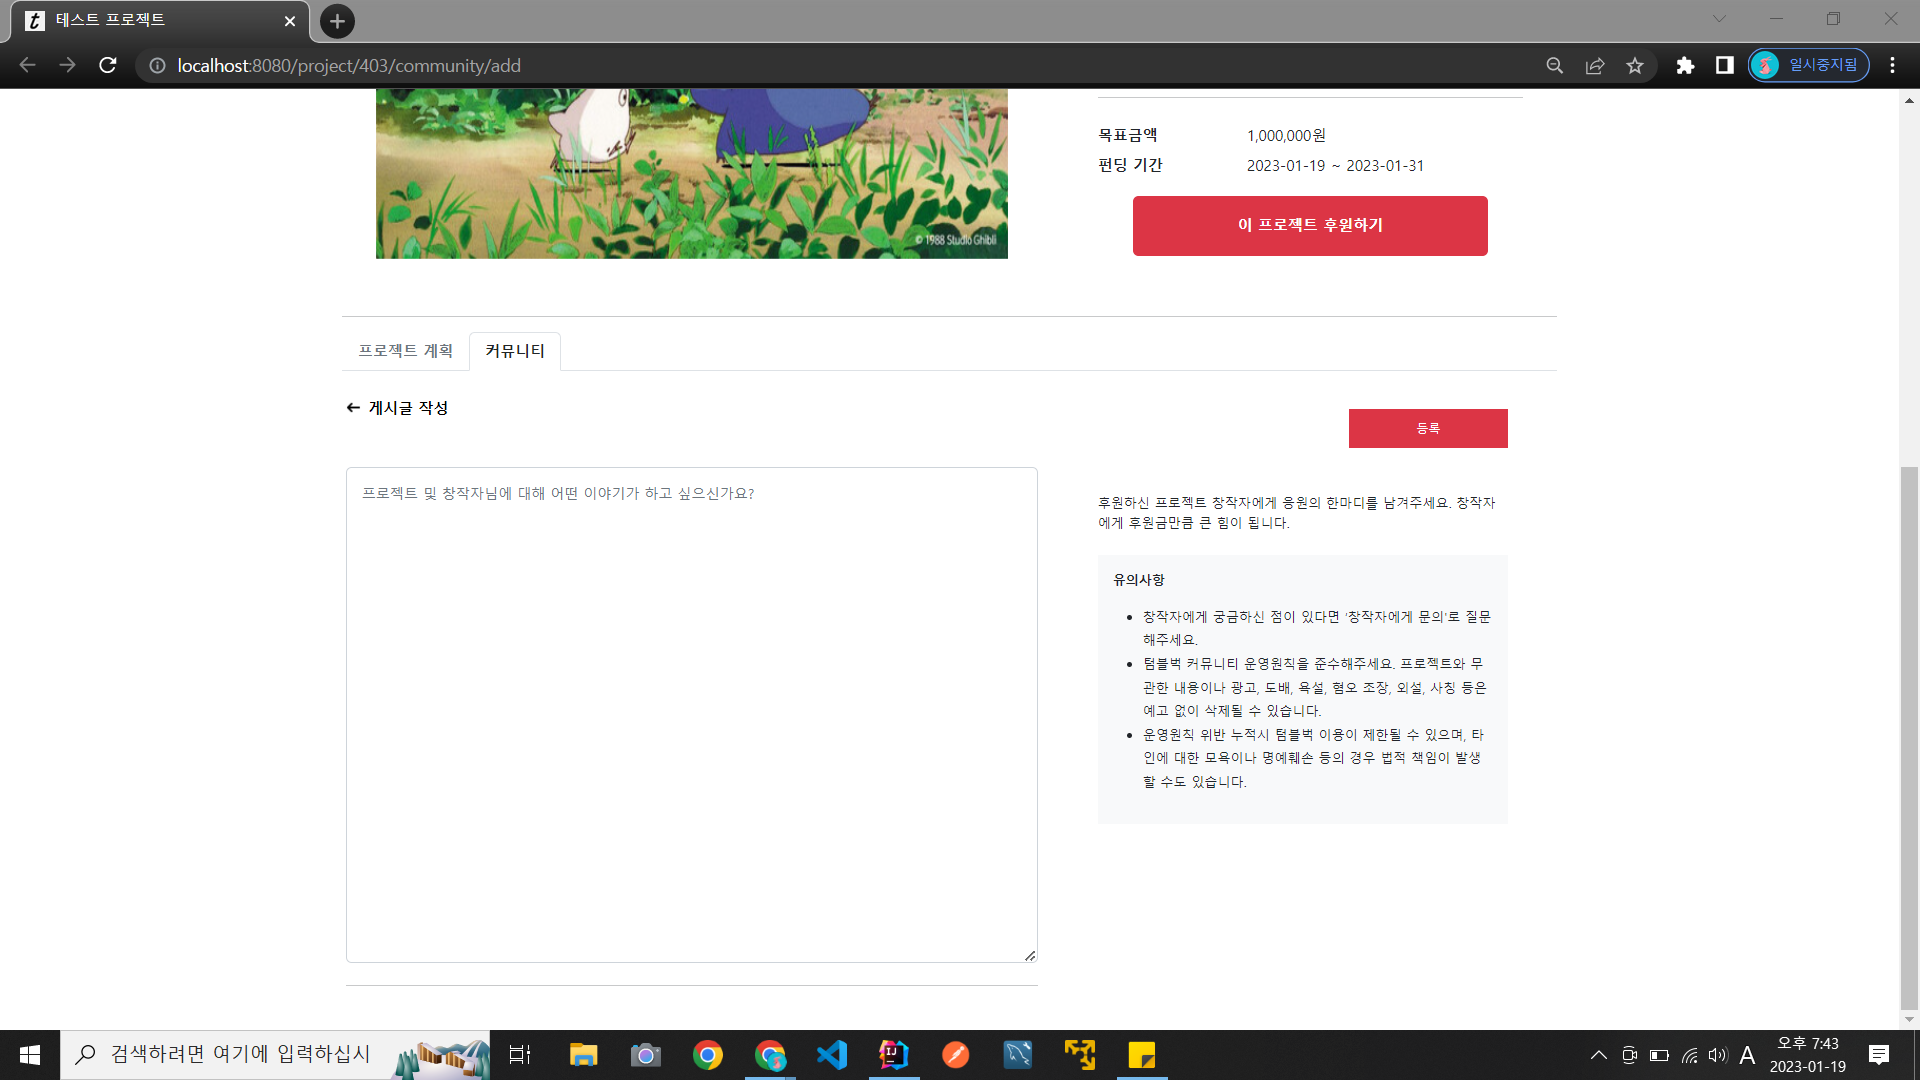 테스트 프로젝트
localhost:8080/project/403/community/add
일시중지됨
© 1988 Studio Ghibli
목표금액 1,000,000원
펀딩 기간 2023-01-19 ~ 2023-01-31
이 프로젝트 후원하기
프로젝트 계획 커뮤니티
← 게시글 작성
등록
프로젝트 및 창작자님에 대해 어떤 이야기가 하고 싶으신가요?
후원하신 프로젝트 창작자에게 응원의 한마디를 남겨주세요. 창작자
에게 후원금만큼 큰 힘이 됩니다.
유의사항
• 창작자에게 궁금하신 점이 있다면 '창작자에게 문의'로 질문
해주세요.
• 텀블벅 커뮤니티 운영원칙을 준수해주세요. 프로젝트와 무
관한 내용이나 광고, 도배, 욕설, 혐오 조장, 외설, 사칭 등은
예고 없이 삭제될 수 있습니다.
• 운영원칙 위반 누적시 텀블벅 이용이 제한될 수 있으며, 타
인에 대한 모욕이나 명예훼손 등의 경우 법적 책임이 발생
할 수도 있습니다.
검색하려면 여기에 입력하십시
A
오후 7:43
2023-01-19